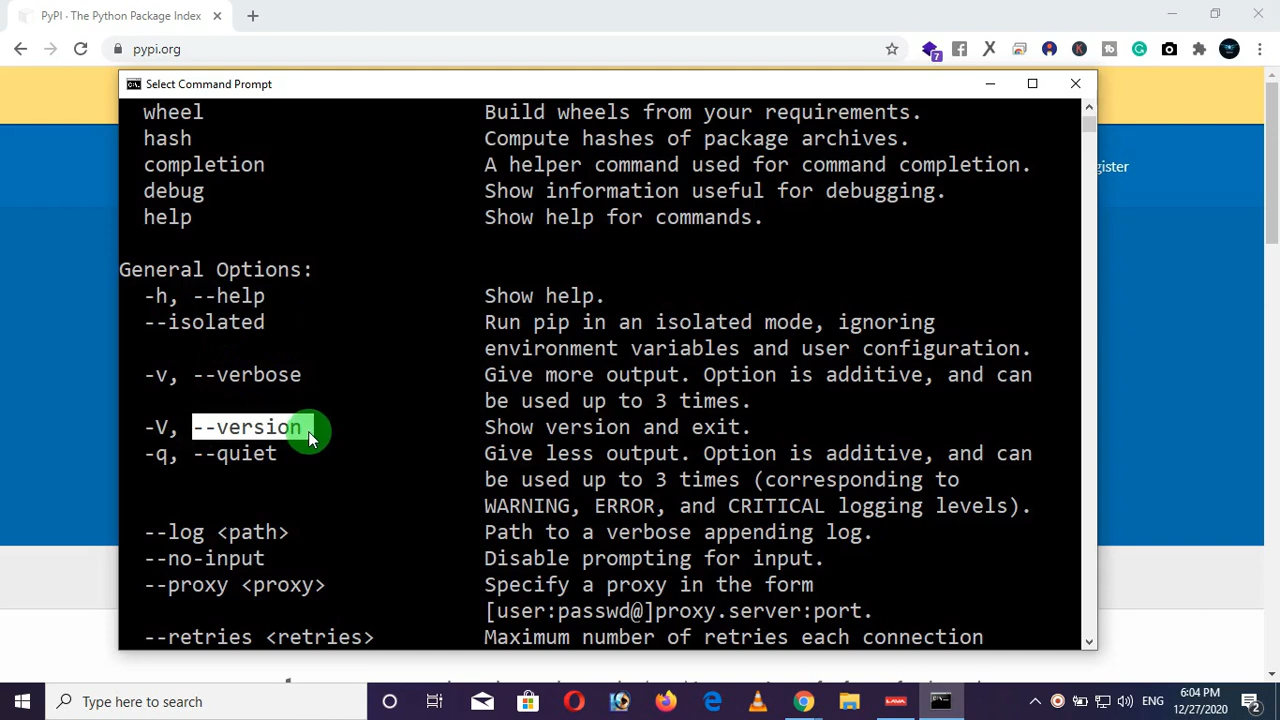 PyPI · The Python Package Index
pypi.org
7
Select Command Prompt
gister
wheel Build wheels from your requirements.
hash Compute hashes of package archives.
completion A helper command used for command completion.
debug Show information useful for debugging.
help Show help for commands.
General Options:
-h, --help Show help.
--isolated Run pip in an isolated mode, ignoring
environment variables and user configuration.
-v, --verbose Give more output. Option is additive, and can
be used up to 3 times.
-V, --version Show version and exit.
-q, --quiet Give less output. Option is additive, and can
be used up to 3 times (corresponding to
WARNING, ERROR, and CRITICAL logging levels).
--log <path> Path to a verbose appending log.
--no-input Disable prompting for input.
--proxy <proxy> Specify a proxy in the form
[user:passwd@]proxy.server:port.
--retries <retries> Maximum number of retries each connection
Type here to search
LAVA
ENG
6:04 PM
12/27/2020
2